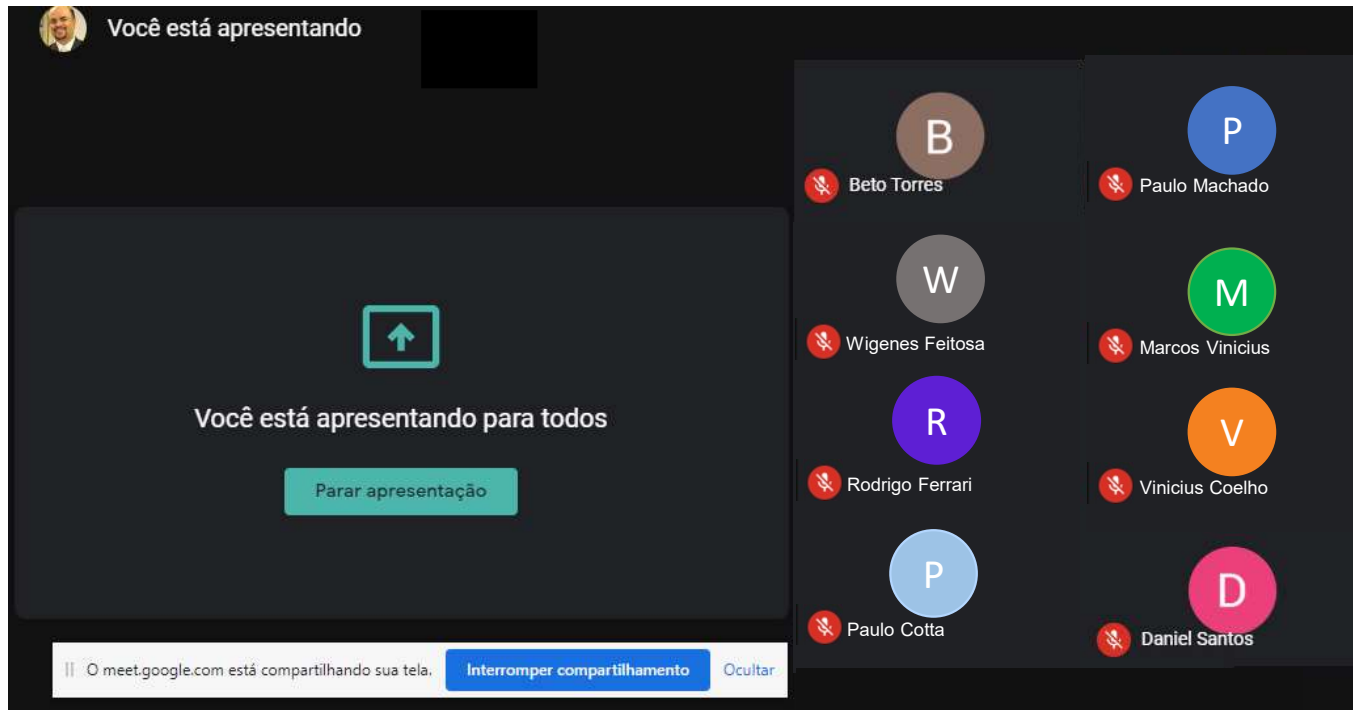 Você está apresentando
Você está apresentando para todos
Parar apresentação
O meet.google.com está compartilhando sua tela.
Interromper compartilhamento
Ocultar
B
Beto Torres
P
Paulo Machado
W
Wigenes Feitosa
M
Marcos Vinicius
R
Rodrigo Ferrari
V
Vinicius Coelho
P
Paulo Cotta
D
Daniel Santos